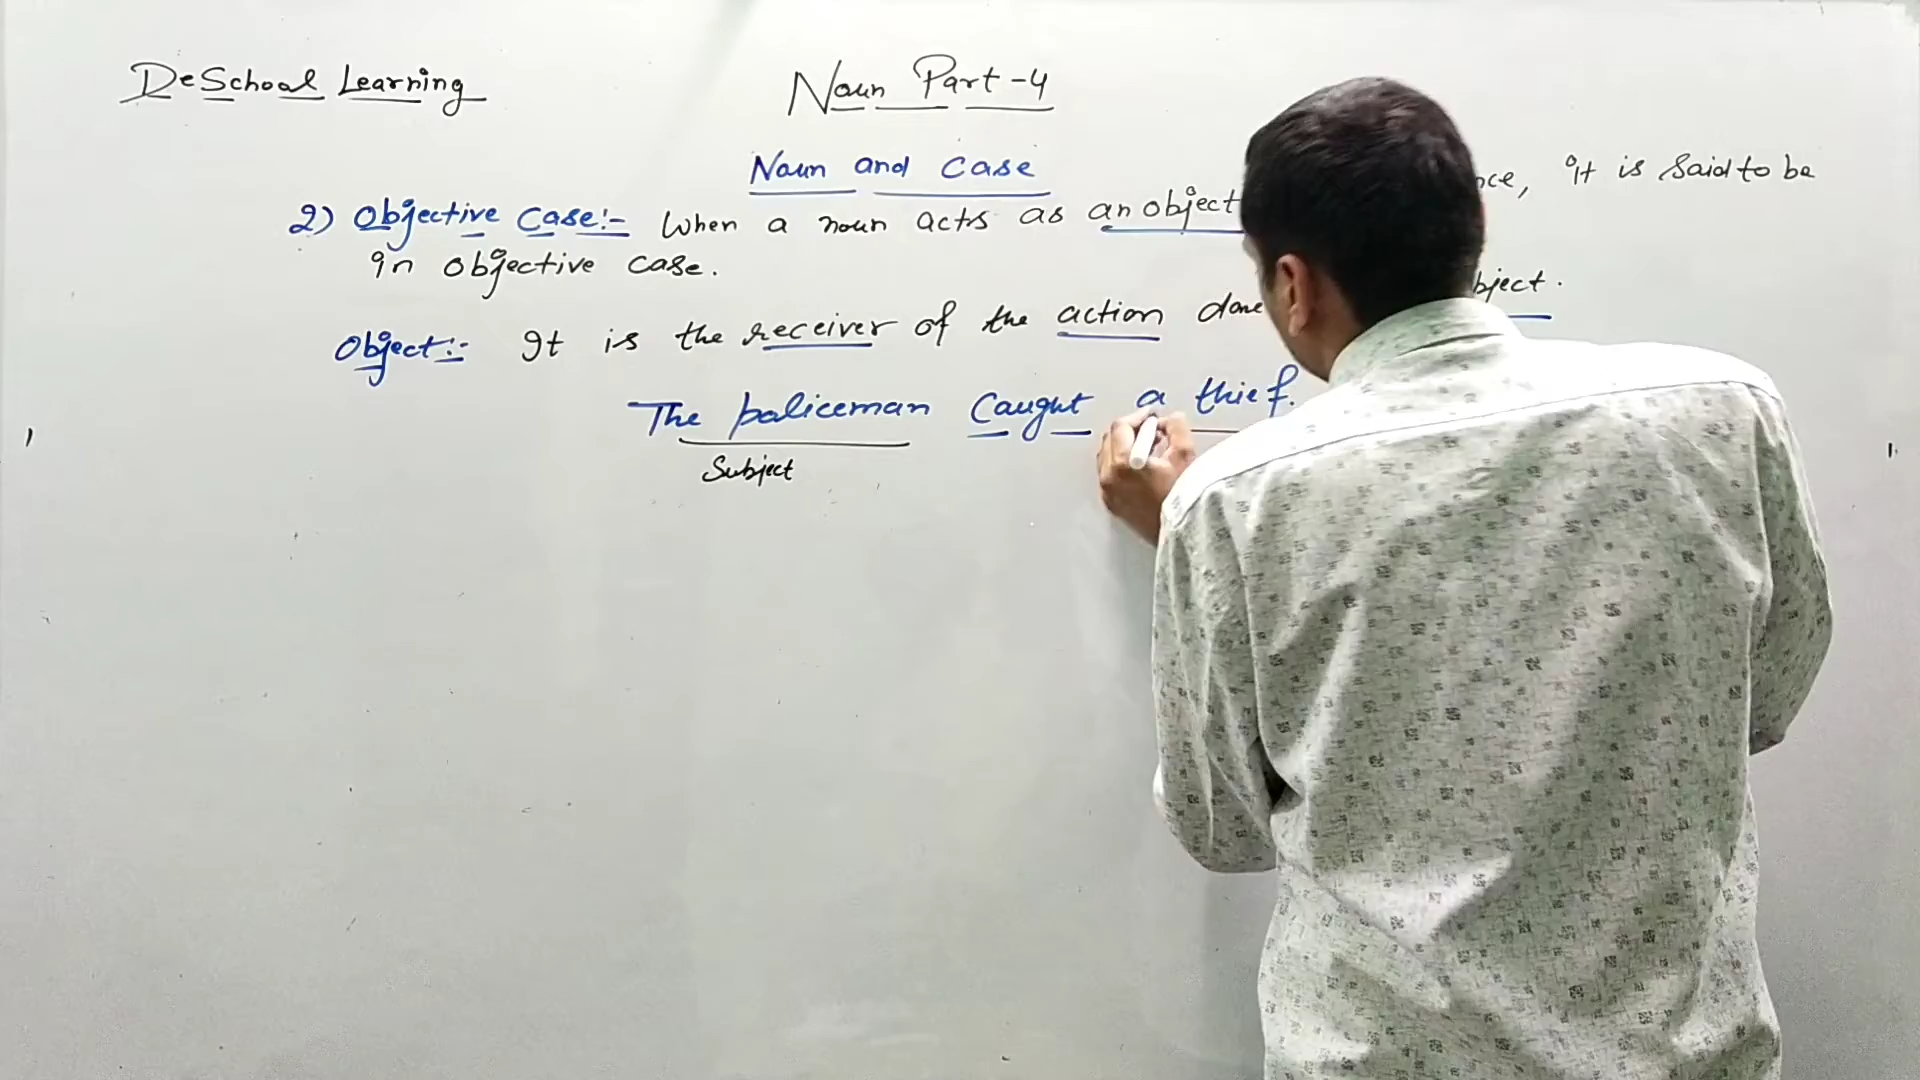 DeSchool Learning
Noun Part-4
Noun and Case
2) Objective Case:- When a noun acts as an object nce, it is said to be
in objective case.
Object:- It is the receiver of the action done bject.
The policeman Caught a thief.
Subject